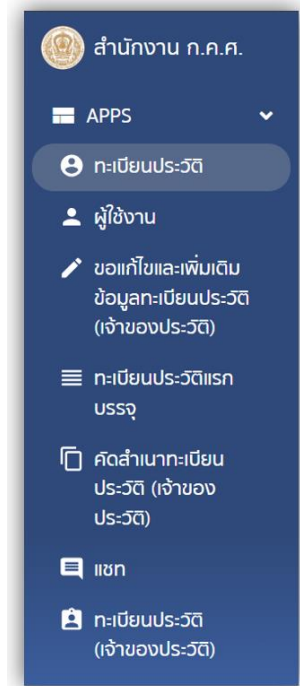 สำนักงาน ก.ค.ศ.
APPS
ทะเบียนประวัติ
ผู้ใช้งาน
ขอแก้ไขและเพิ่มเติม
ข้อมูลทะเบียนประวัติ
(เจ้าของประวัติ)
ทะเบียนประวัติแรก
บรรจุ
คัดสำเนาทะเบียน
ประวัติ (เจ้าของ
ประวัติ)
แชท
ทะเบียนประวัติ
(เจ้าของประวัติ)